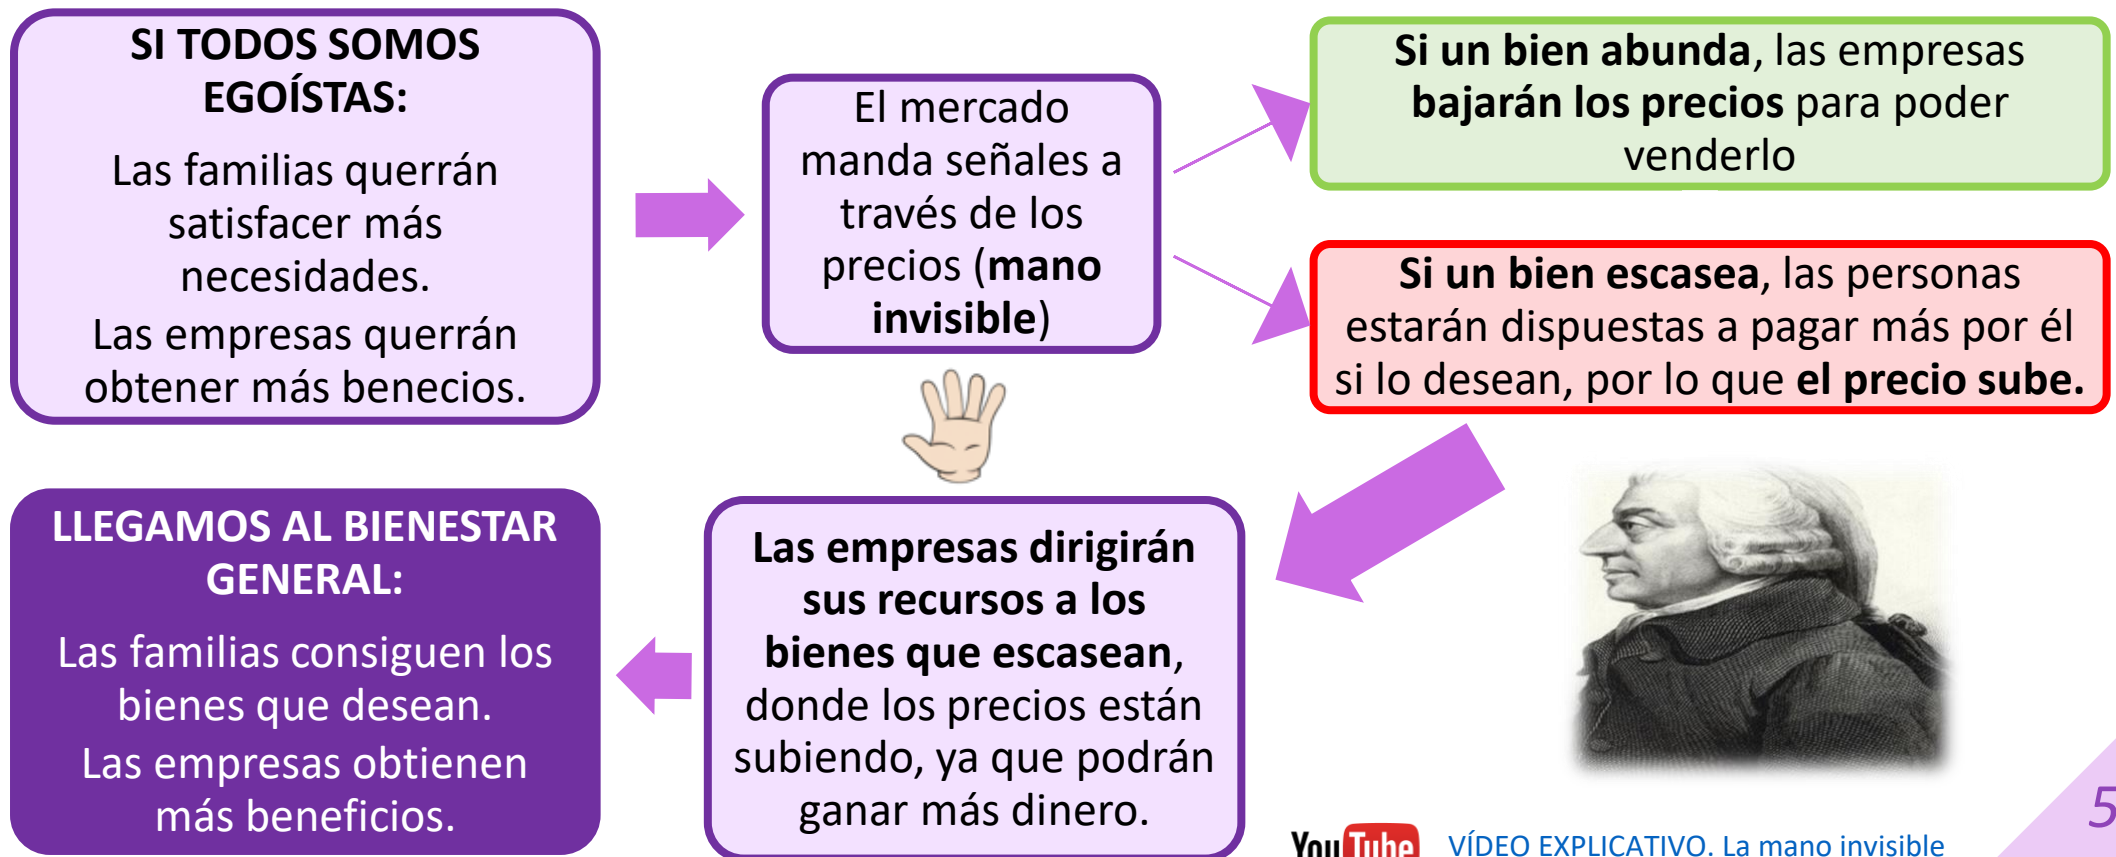 SI TODOS SOMOS
EGOÍSTAS:
Las familias querrán
satisfacer más
necesidades.
Las empresas querrán
obtener más benecios.
El mercado
manda señales a
través de los
precios (mano
invisible)
Si un bien abunda, las empresas
bajarán los precios para poder
venderlo
Si un bien escasea, las personas
estarán dispuestas a pagar más por él
si lo desean, por lo que el precio sube.
Las empresas dirigirán
sus recursos a los
bienes que escasean,
donde los precios están
subiendo, ya que podrán
ganar más dinero.
LLEGAMOS AL BIENESTAR
GENERAL:
Las familias consiguen los
bienes que desean.
Las empresas obtienen
más beneficios.
YouTube VÍDEO EXPLICATIVO. La mano invisible
5